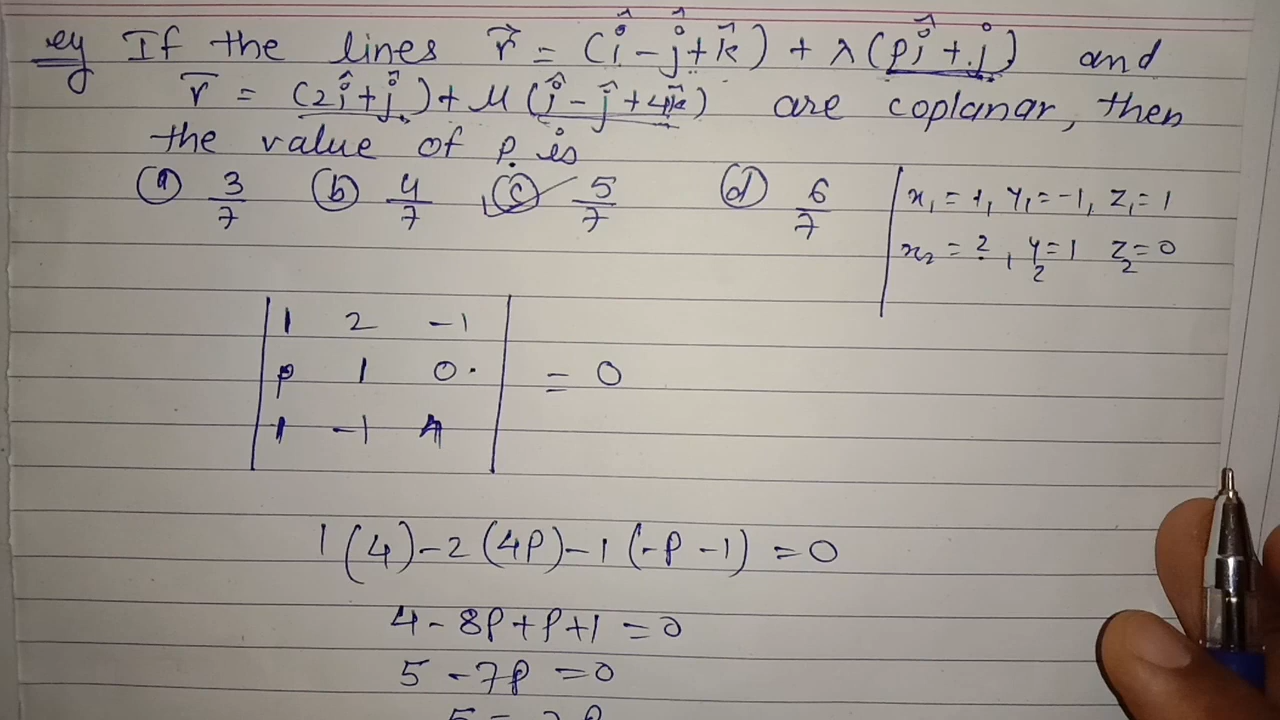 eg If the lines r⃗ = (î - ĵ + k̂) + λ(pî + j) and
r⃗ = (2î + ĵ) + μ(î - ĵ + 4k̂) are coplanar, then
the value of p is
(a) 3/7 (b) 4/7 (c) 5/7 (d) 6/7
x₁ = 1, y₁ = -1, z₁ = 1
x₂ = 2, y₂ = 1 z₂ = 0
| 1 2 -1 |
| p 1 0 | = 0
| 1 -1 4 |
1(4) - 2(4p) - 1(-p - 1) = 0
4 - 8p + p + 1 = 0
5 - 7p = 0